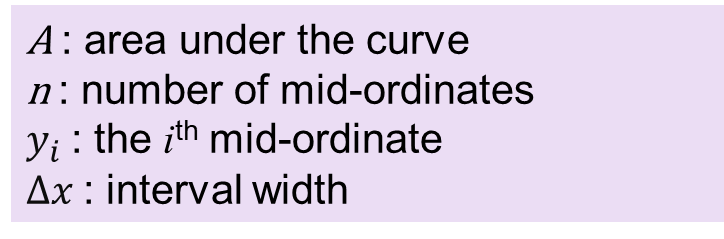 A : area under the curve
n : number of mid-ordinates
yᵢ : the iᵗʰ mid-ordinate
Δx : interval width